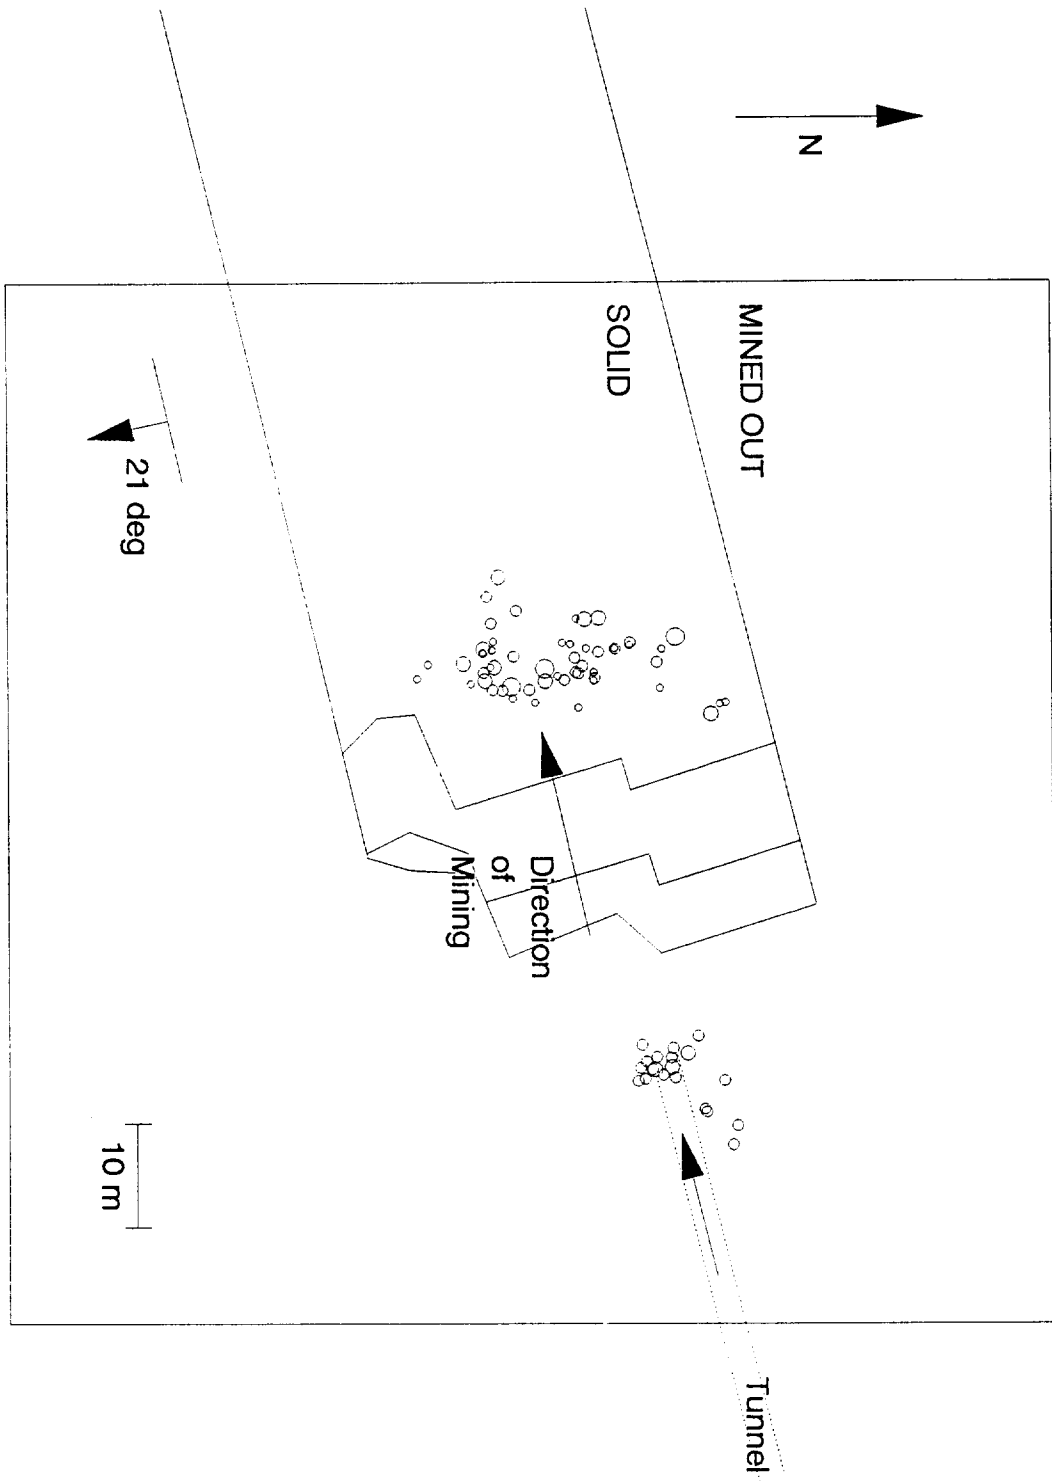 N
MINED OUT
SOLID
21 deg
Direction
of
Mining
10 m
Tunnel